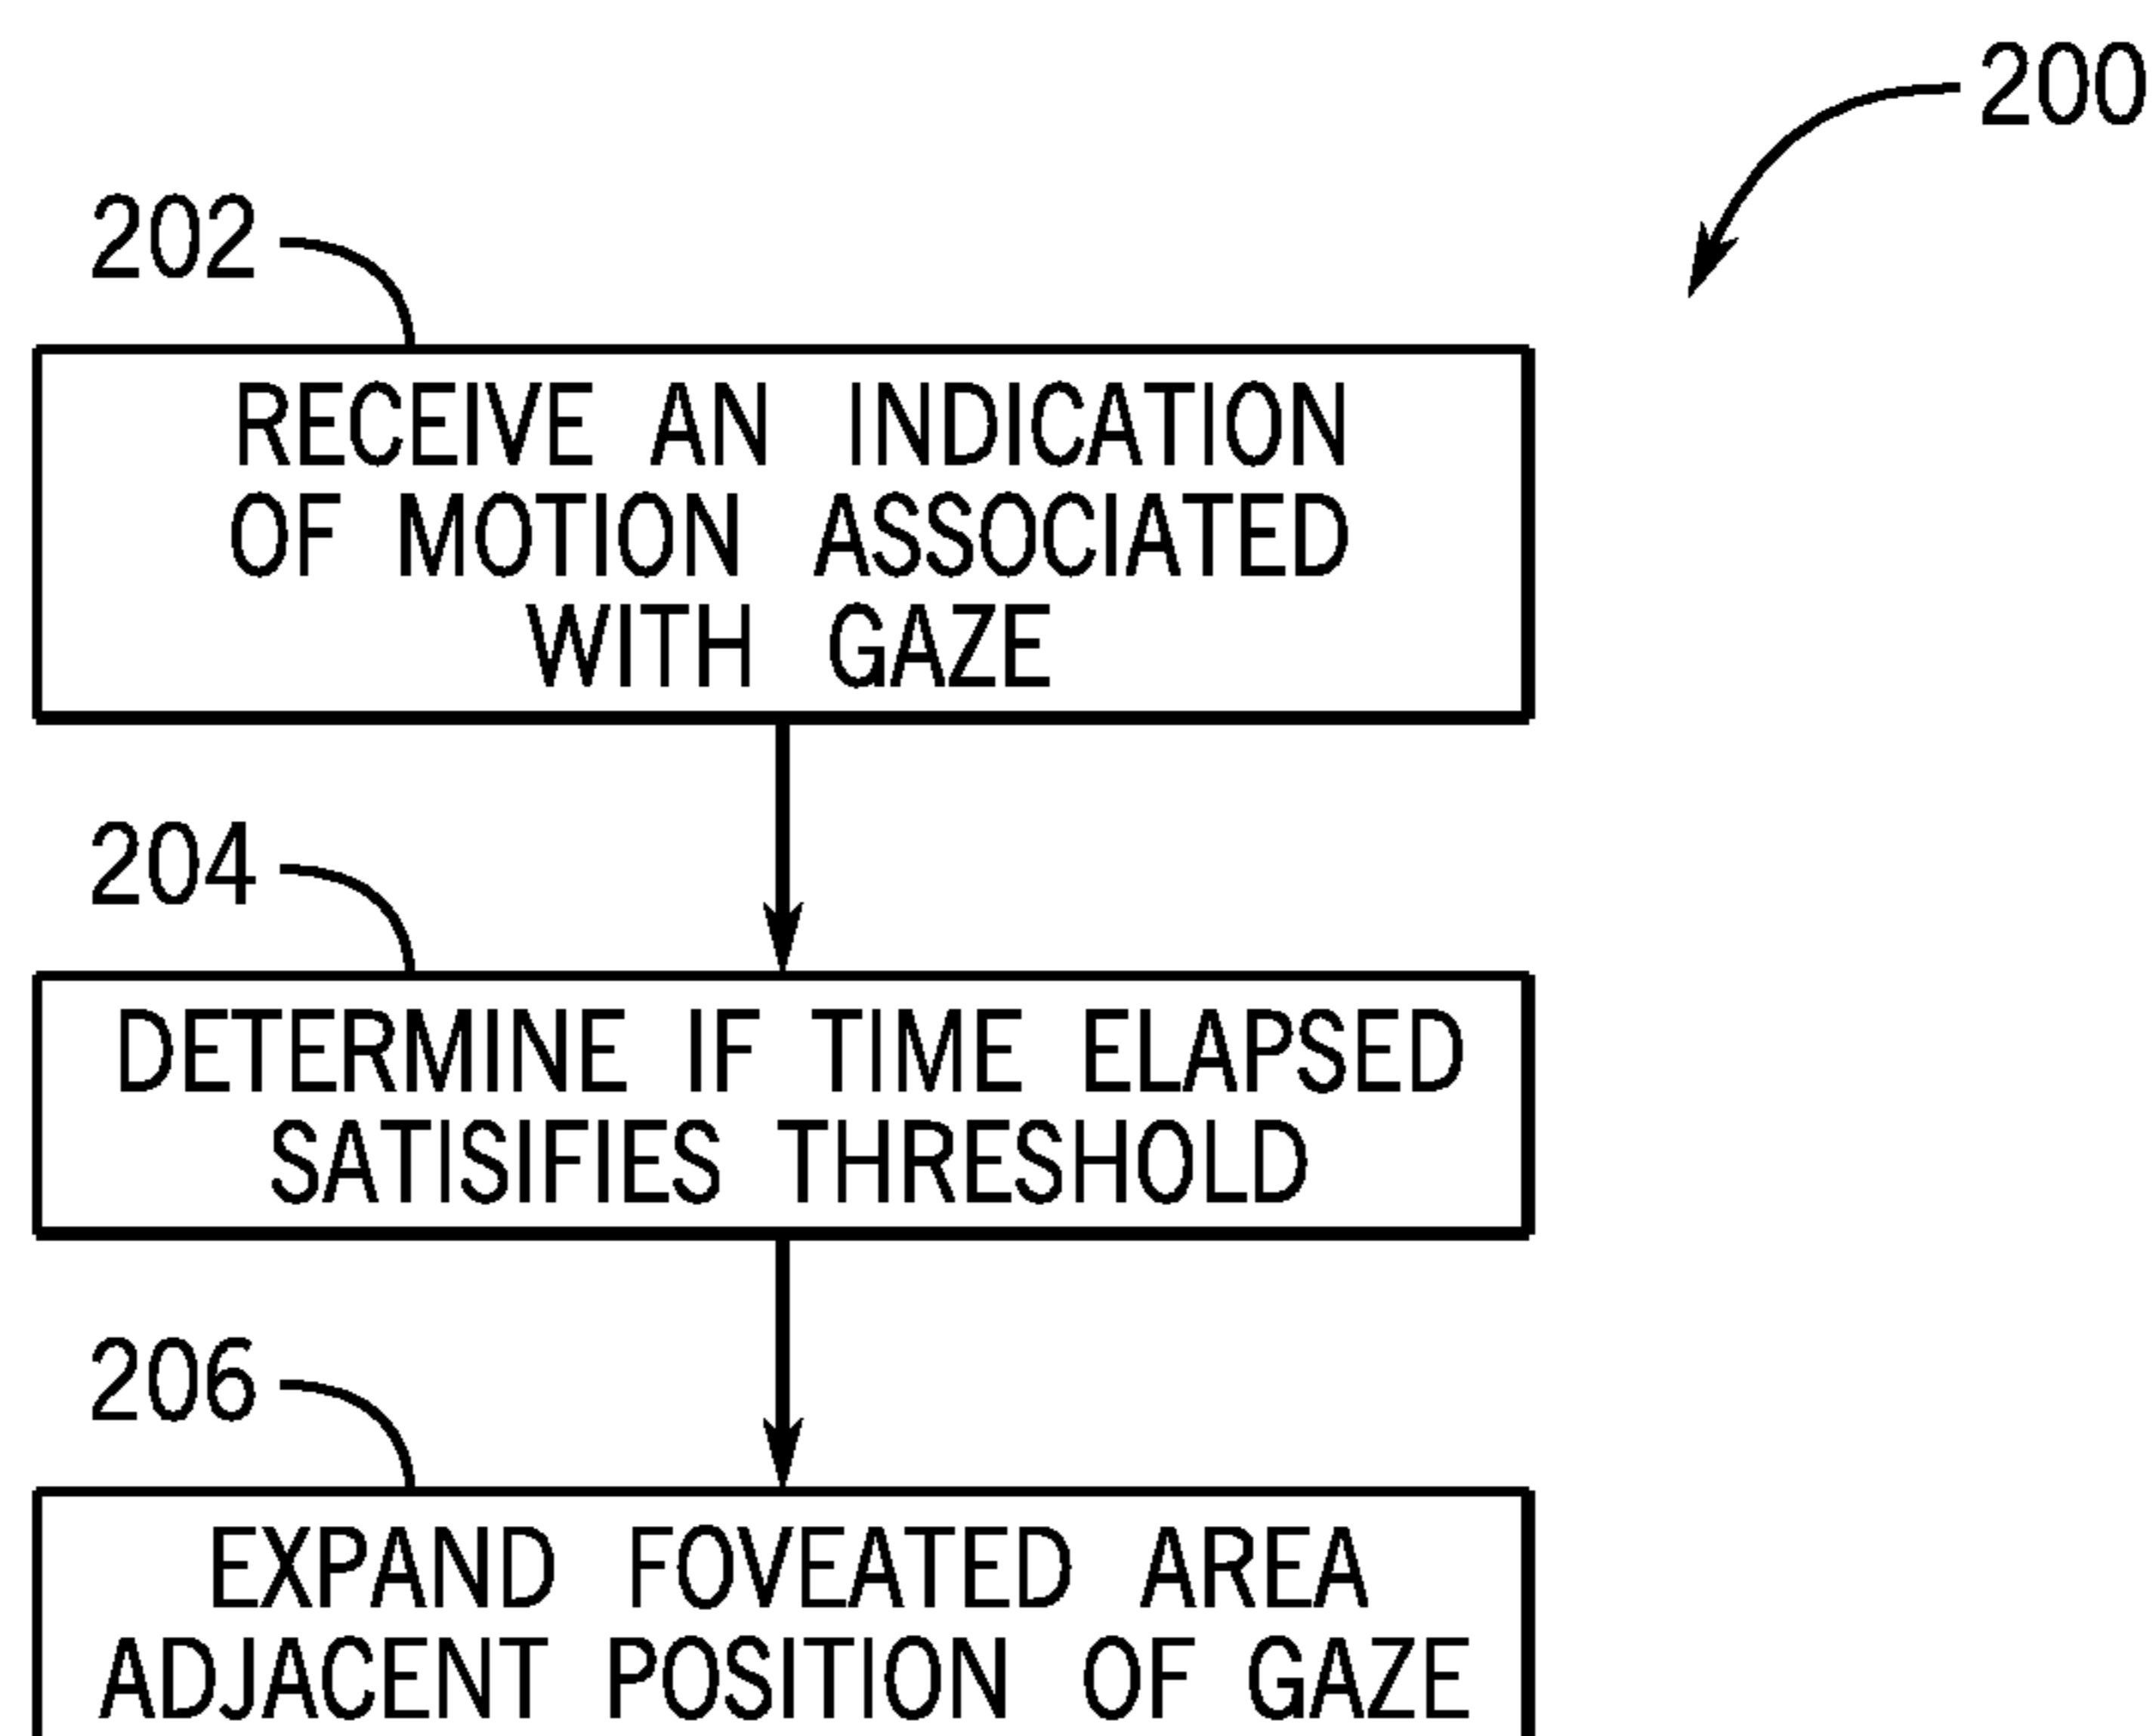 200
202
RECEIVE AN INDICATION
OF MOTION ASSOCIATED
WITH GAZE
204
DETERMINE IF TIME ELAPSED
SATISIFIES THRESHOLD
206
EXPAND FOVEATED AREA
ADJACENT POSITION OF GAZE